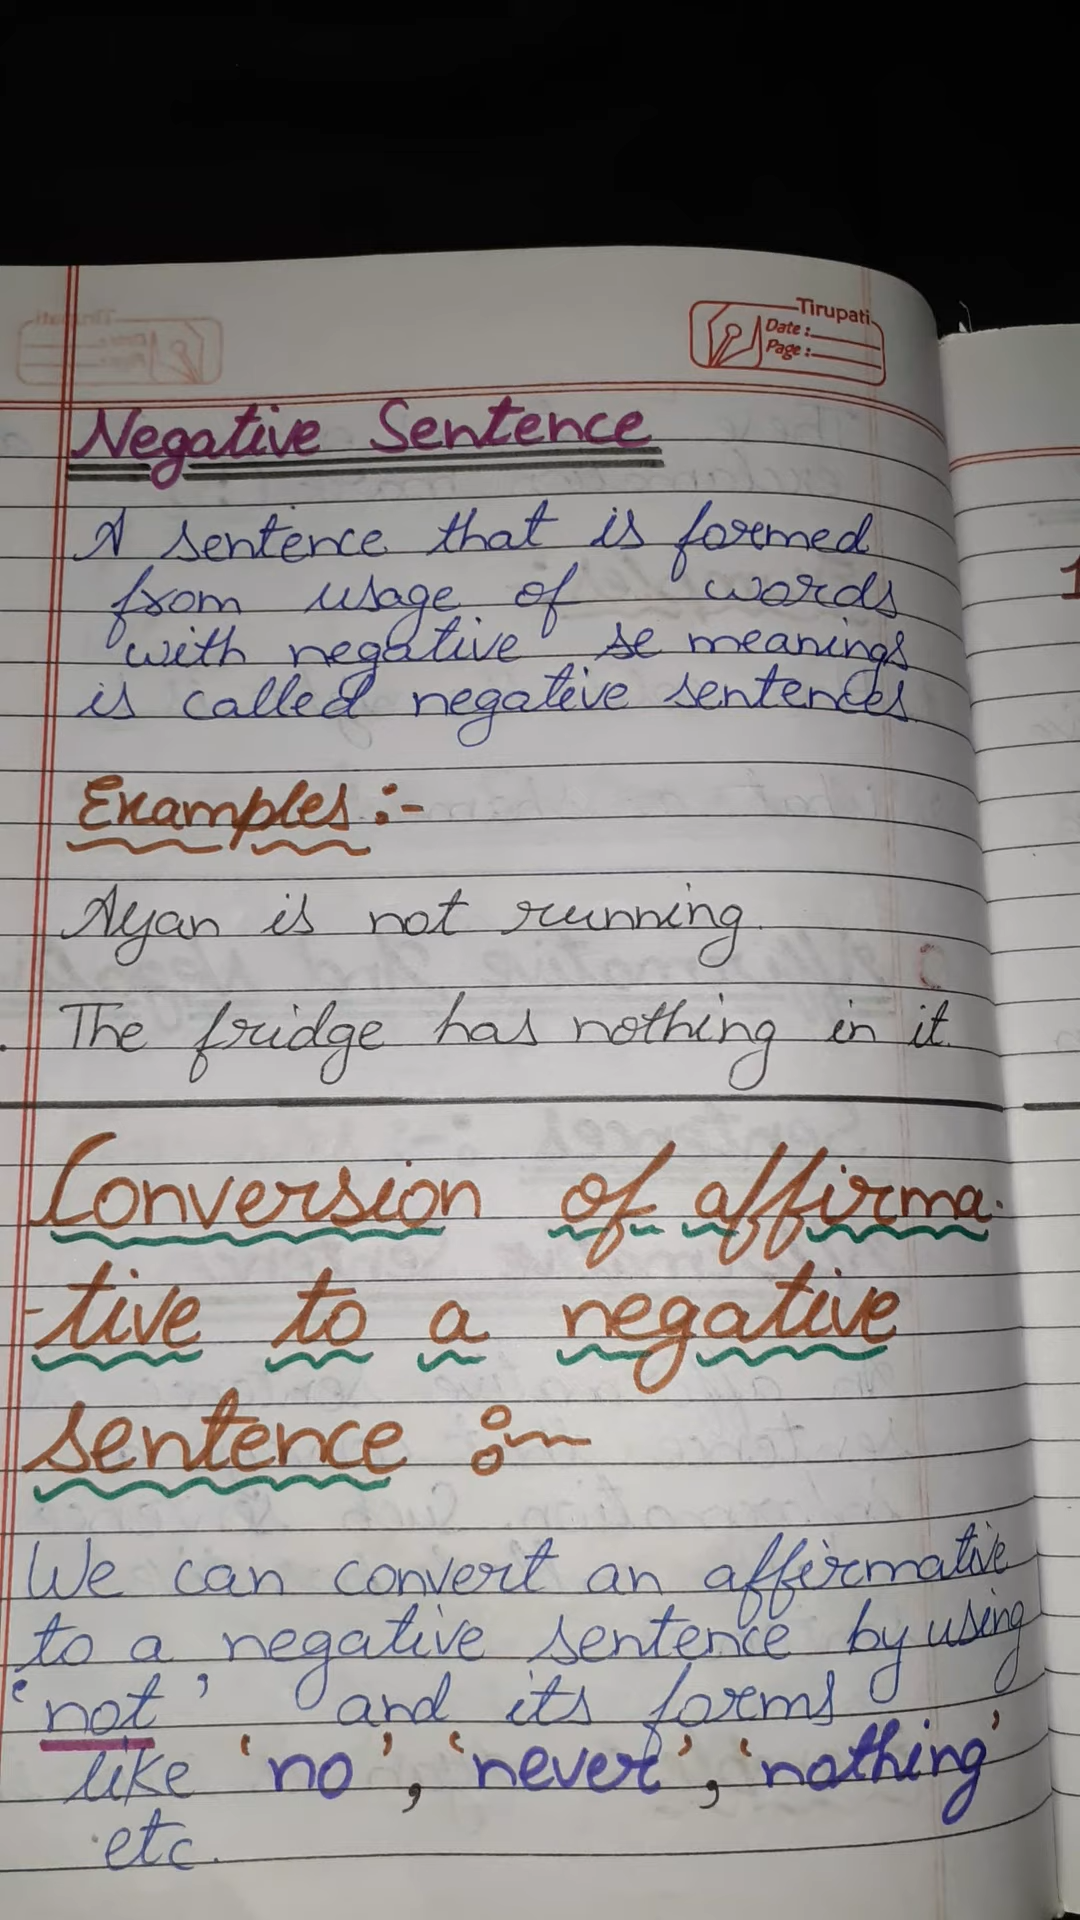 Tirupati
Date :
Page :
Negative Sentence
A sentence that is formed
from usage of words
with negative se meanings
is called negative sentences
Examples :-
Ayan is not running.
The fridge has nothing in it.
Conversion of affirma-
-tive to a negative
sentence :-
We can convert an affirmative
to a negative sentence by using
'not' and its forms
like 'no', 'never', 'nothing'
etc.